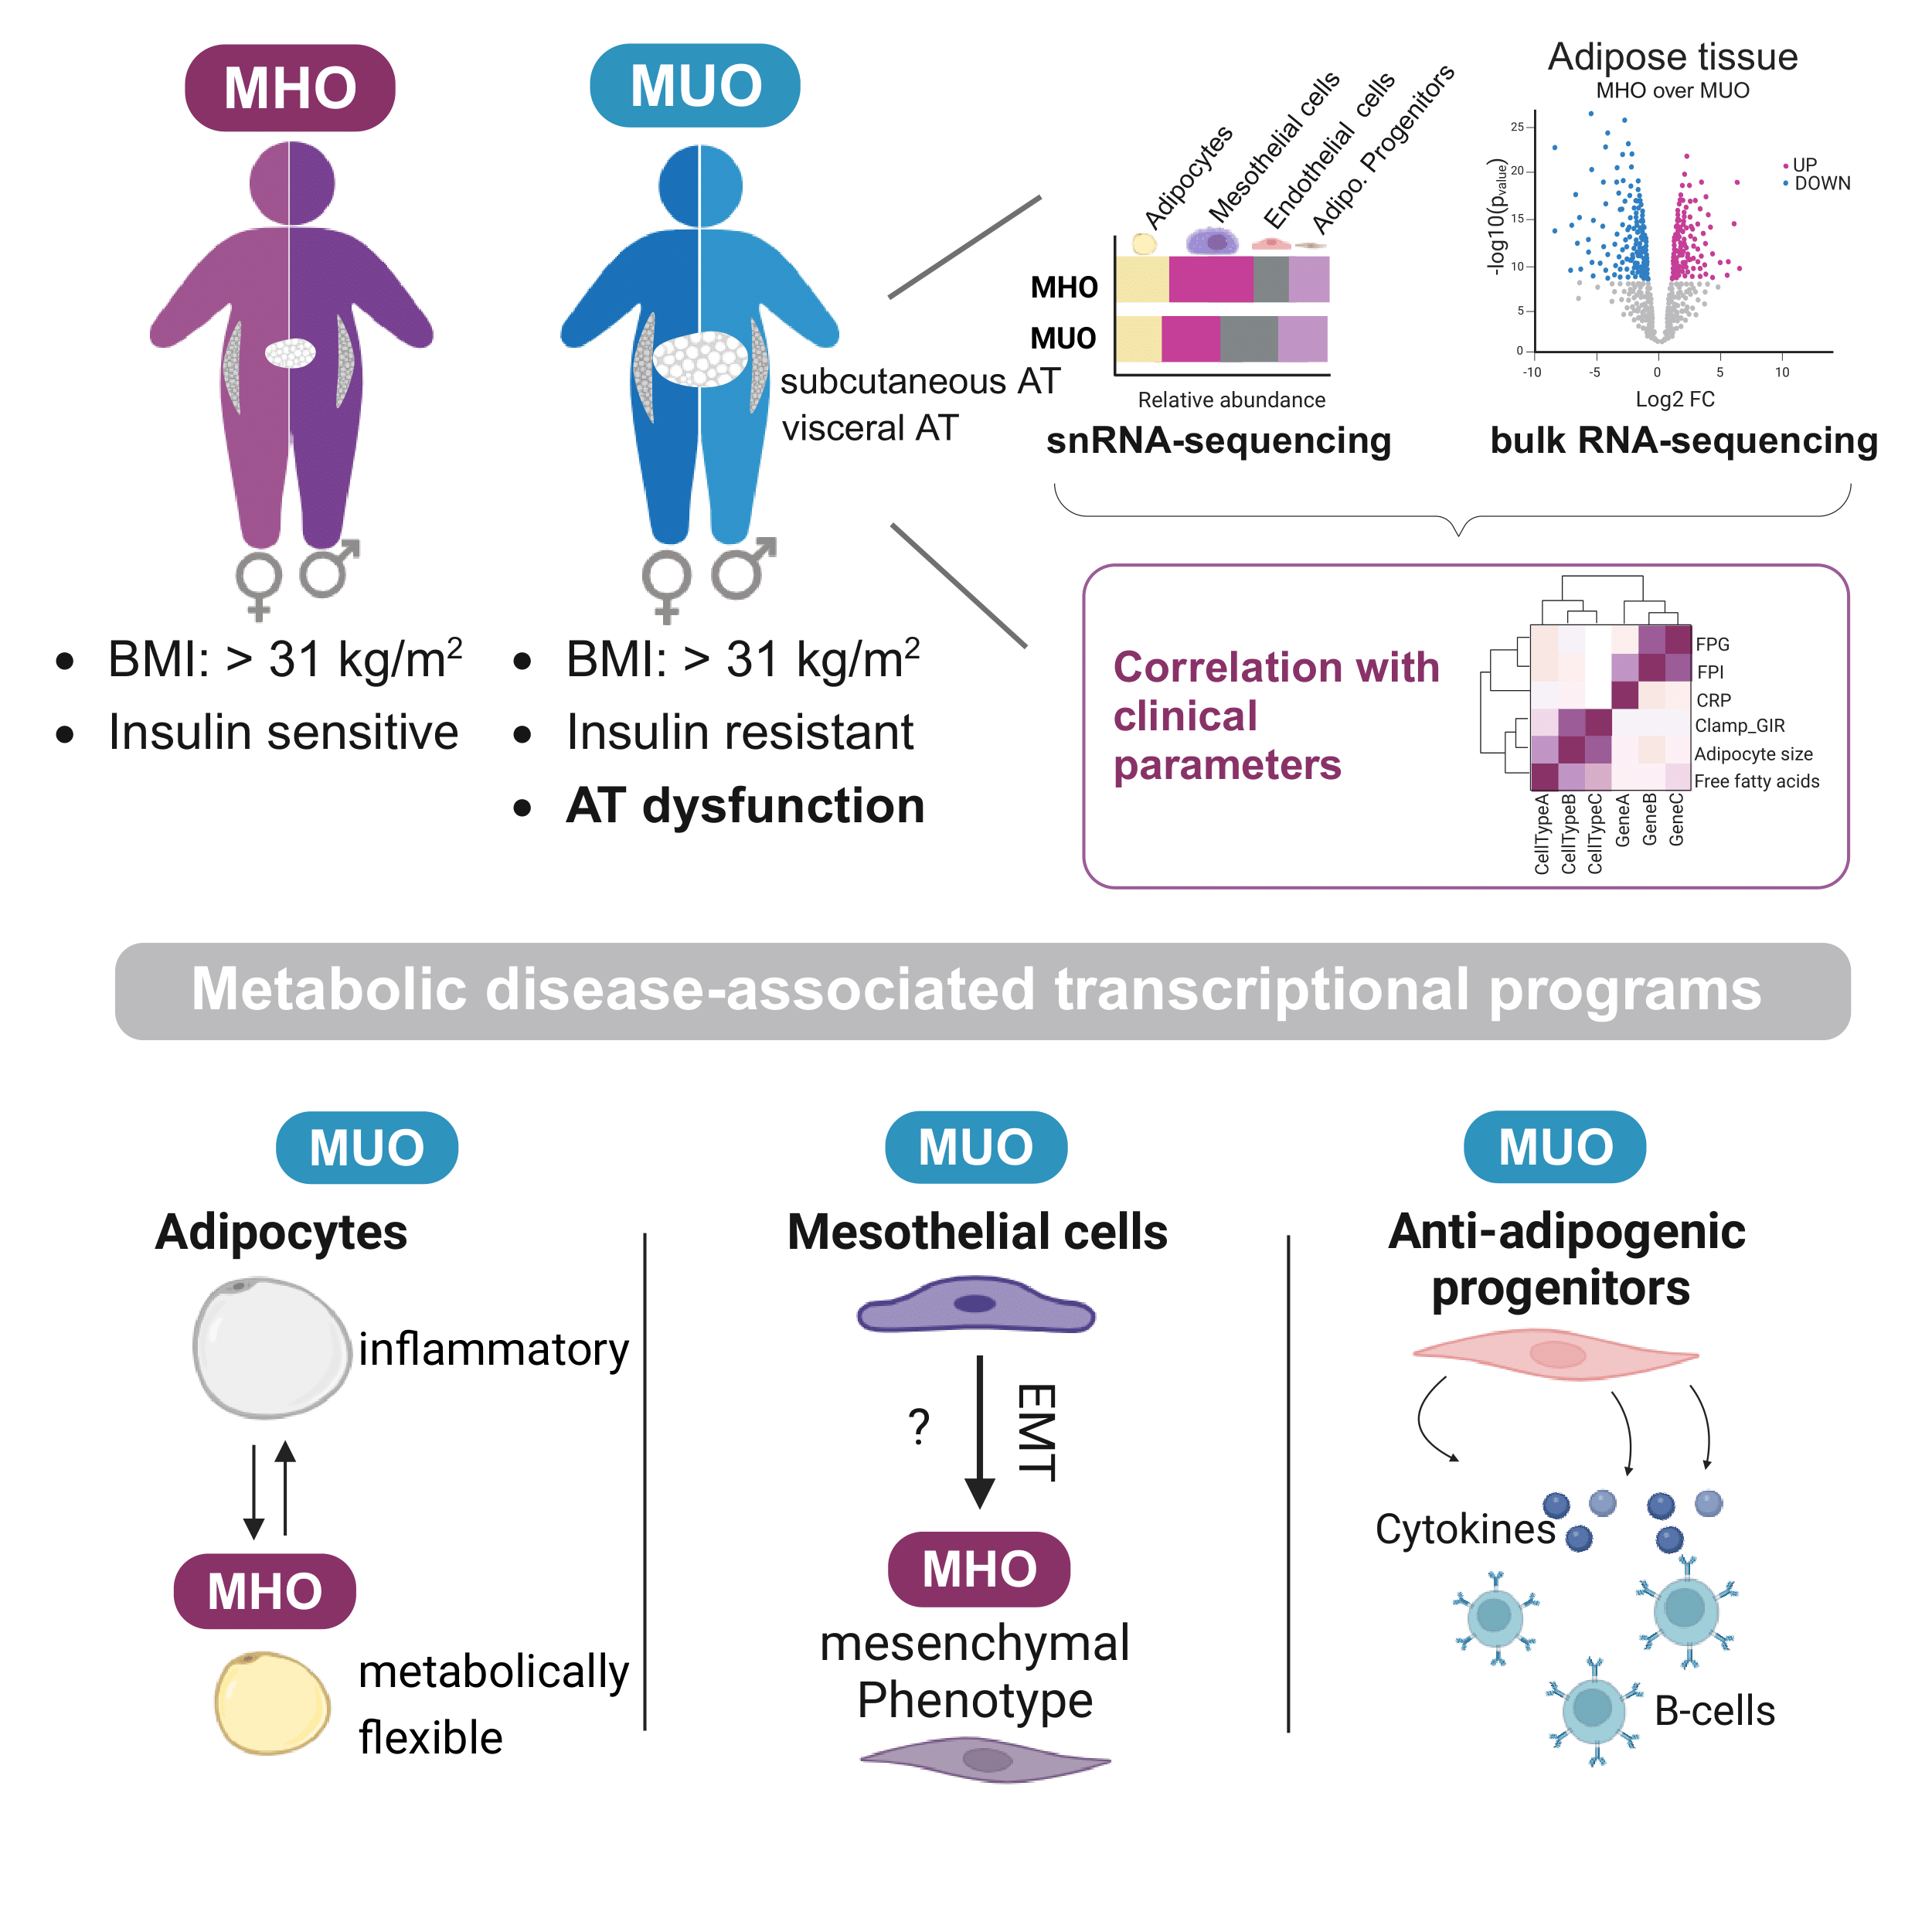 MHO
MUO
BMI: > 31 kg/m²
Insulin sensitive
BMI: > 31 kg/m²
Insulin resistant
AT dysfunction
subcutaneous AT
visceral AT
Adipocytes
Mesothelial cells
Endothelial cells
Adipo. Progenitors
MHO
MUO
Relative abundance
snRNA-sequencing
Adipose tissue
MHO over MUO
-log10(pvalue)
25
20
15
10
5
0
-10
-5
0
5
10
Log2 FC
UP
DOWN
bulk RNA-sequencing
Correlation with
clinical
parameters
FPG
FPI
CRP
Clamp_GIR
Adipocyte size
Free fatty acids
CellTypeA
CellTypeB
CellTypeC
GeneA
GeneB
GeneC
Metabolic disease-associated transcriptional programs
MUO
Adipocytes
inflammatory
MHO
metabolically
flexible
MUO
Mesothelial cells
?
EMT
MHO
mesenchymal
Phenotype
MUO
Anti-adipogenic
progenitors
Cytokines
B-cells